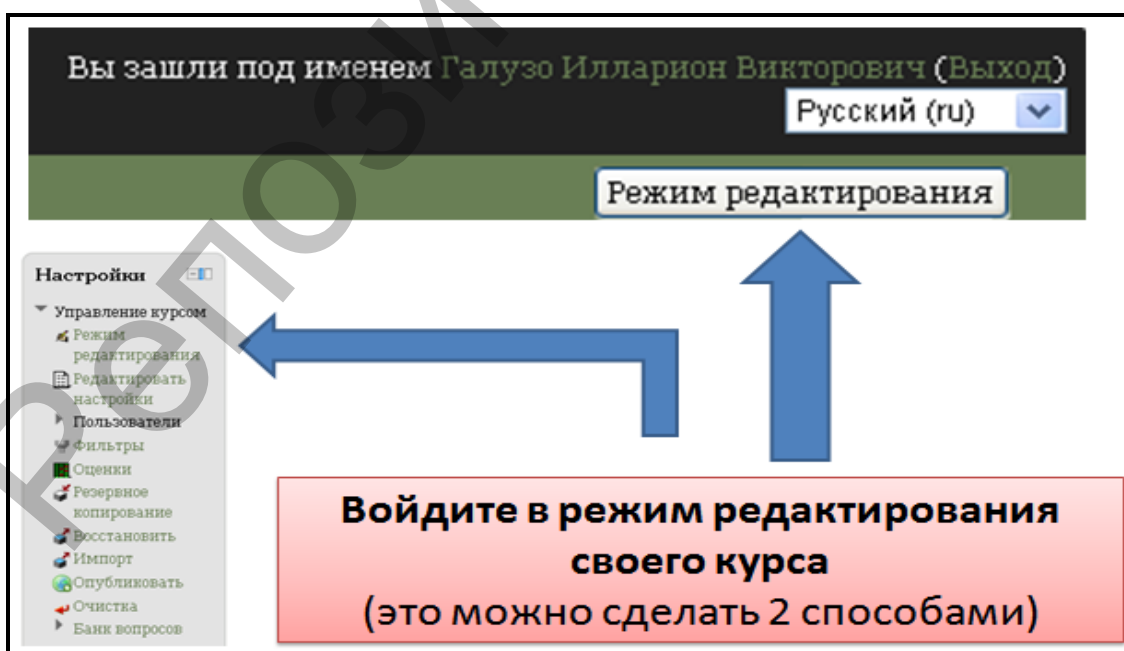 Вы зашли под именем Галузо Илларион Викторович (Выход)
Русский (ru)
Режим редактирования
Настройки
Управление курсом
Режим
редактирования
Редактировать
настройки
Пользователи
Фильтры
Оценки
Резервное
копирование
Восстановить
Импорт
Опубликовать
Очистка
Банк вопросов
Войдите в режим редактирования
своего курса
(это можно сделать 2 способами)